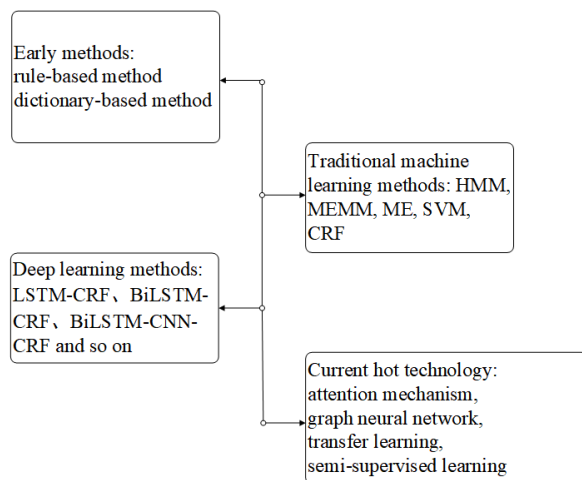 Early methods:
rule-based method
dictionary-based method
Traditional machine
learning methods: HMM,
MEMM, ME, SVM,
CRF
Deep learning methods:
LSTM-CRF、BiLSTM-
CRF、BiLSTM-CNN-
CRF and so on
Current hot technology:
attention mechanism,
graph neural network,
transfer learning,
semi-supervised learning